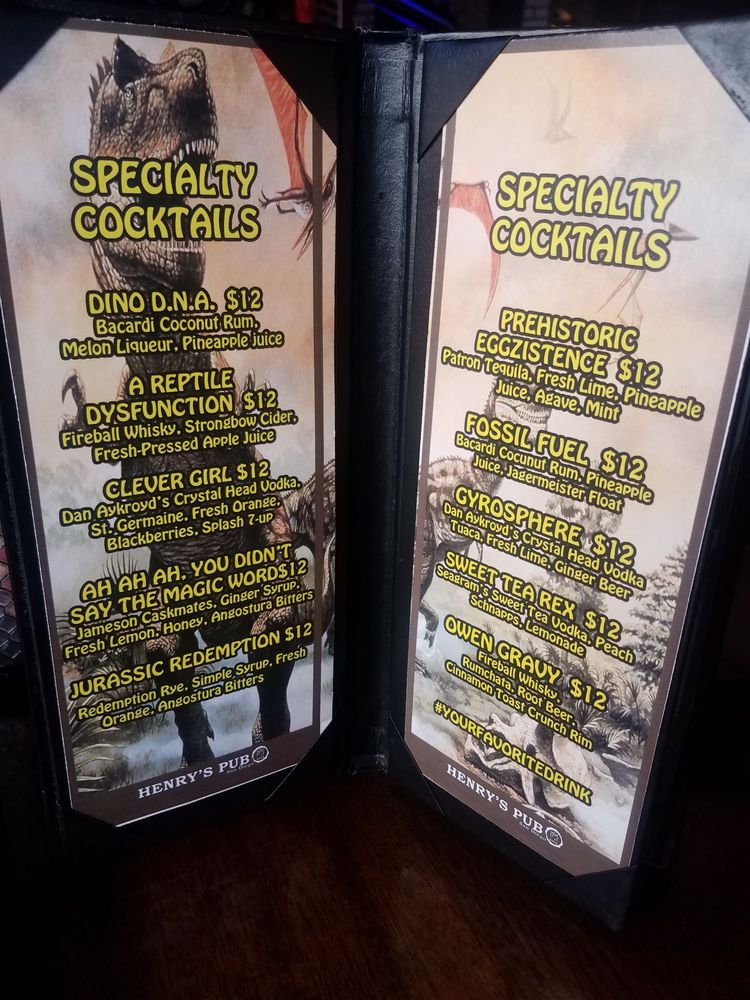 SPECIALTY
COCKTAILS
DINO D.N.A. $12
Bacardi Coconut Rum,
Melon Liqueur, Pineapple juice
A REPTILE
DYSFUNCTION $12
Fireball Whisky, Strongbow Cider,
Fresh-Pressed Apple Juice
CLEVER GIRL $12
Dan Aykroyd's Crystal Head Vodka,
St. Germaine, Fresh Orange,
Blackberries, Splash 7-up
AH AH AH, YOU DIDN'T
SAY THE MAGIC WORD$12
Jameson Caskmates, Ginger Syrup,
Fresh Lemon, Honey, Angostura Bitters
JURASSIC REDEMPTION $12
Redemption Rye, Simple Syrup, Fresh
Orange, Angostura Bitters
HENRY'S PUB
San Diego
SPECIALTY
COCKTAILS
PREHISTORIC
EGGZISTENCE $12
Patron Tequila, Fresh Lime, Pineapple
Juice, Agave, Mint
FOSSIL FUEL $12
Bacardi Coconut Rum, Pineapple
Juice, Jagermeister Float
GYROSPHERE $12
Dan Aykroyd's Crystal Head Vodka
Tuaca, Fresh Lime, Ginger Beer
SWEET TEA REX $12
Seagram's Sweet Tea Vodka, Peach
Schnapps, Lemonade
OWEN GRAVY $12
Fireball Whisky,
Rumchata, Root Beer,
Cinnamon Toast Crunch Rim
#YOURFAVORITEDRINK
HENRY'S PUB
San Diego